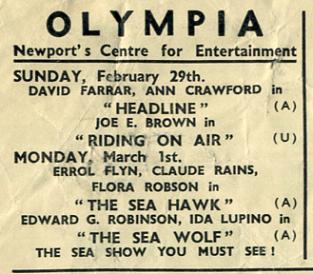 OLYMPIA
Newport's Centre for Entertainment
SUNDAY, February 29th.
DAVID FARRAR, ANN CRAWFORD in
"HEADLINE" (A)
JOE E. BROWN in
"RIDING ON AIR" (U)
MONDAY, March 1st.
ERROL FLYN, CLAUDE RAINS,
FLORA ROBSON in
"THE SEA HAWK" (A)
EDWARD G. ROBINSON, IDA LUPINO in
"THE SEA WOLF" (A)
THE SEA SHOW YOU MUST SEE !